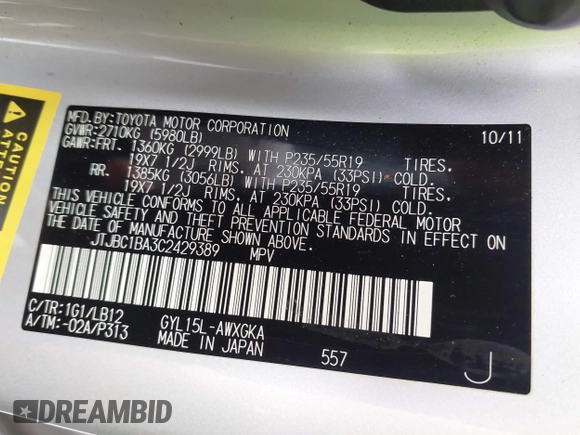 MFD.BY: TOYOTA MOTOR CORPORATION 10/11
GVWR:2710KG (5980LB)
GAWR:FRT. 1360KG (2999LB) WITH P235/55R19 TIRES,
19X7 1/2J RIMS, AT 230KPA (33PSI) COLD.
RR. 1385KG (3056LB) WITH P235/55R19 TIRES,
19X7 1/2J RIMS, AT 230KPA (33PSI) COLD.
THIS VEHICLE CONFORMS TO ALL APPLICABLE FEDERAL MOTOR
VEHICLE SAFETY AND THEFT PREVENTION STANDARDS IN EFFECT ON
THE DATE OF MANUFACTURE SHOWN ABOVE.
JTJBC1BA3C2429389 MPV
C/TR:1G1/LB12 GYL15L-AWXGKA
A/TM:-02A/P313 MADE IN JAPAN 557 J
DREAMBID